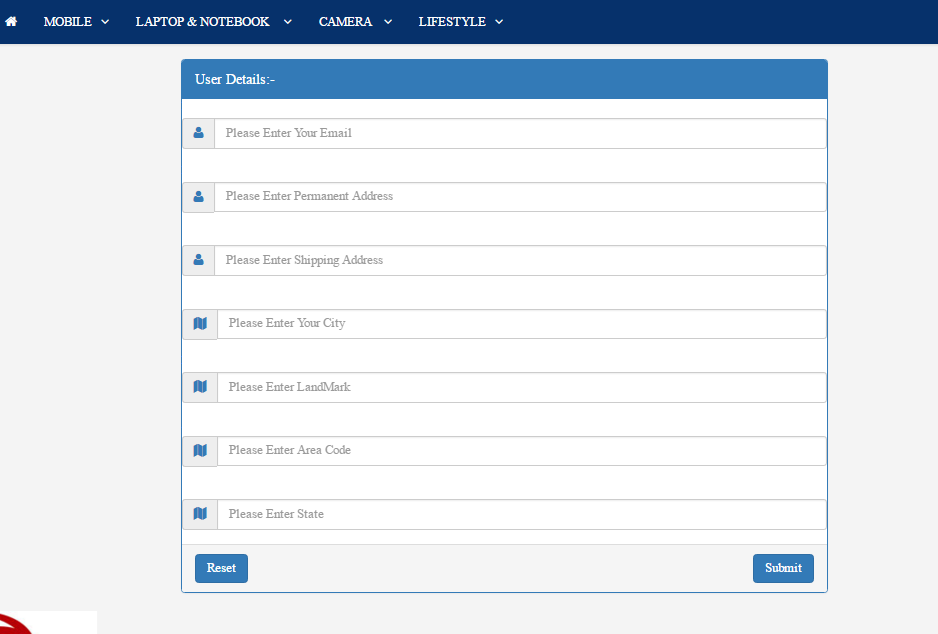 MOBILE LAPTOP & NOTEBOOK CAMERA LIFESTYLE
User Details:-
Please Enter Your Email
Please Enter Permanent Address
Please Enter Shipping Address
Please Enter Your City
Please Enter LandMark
Please Enter Area Code
Please Enter State
Reset Submit